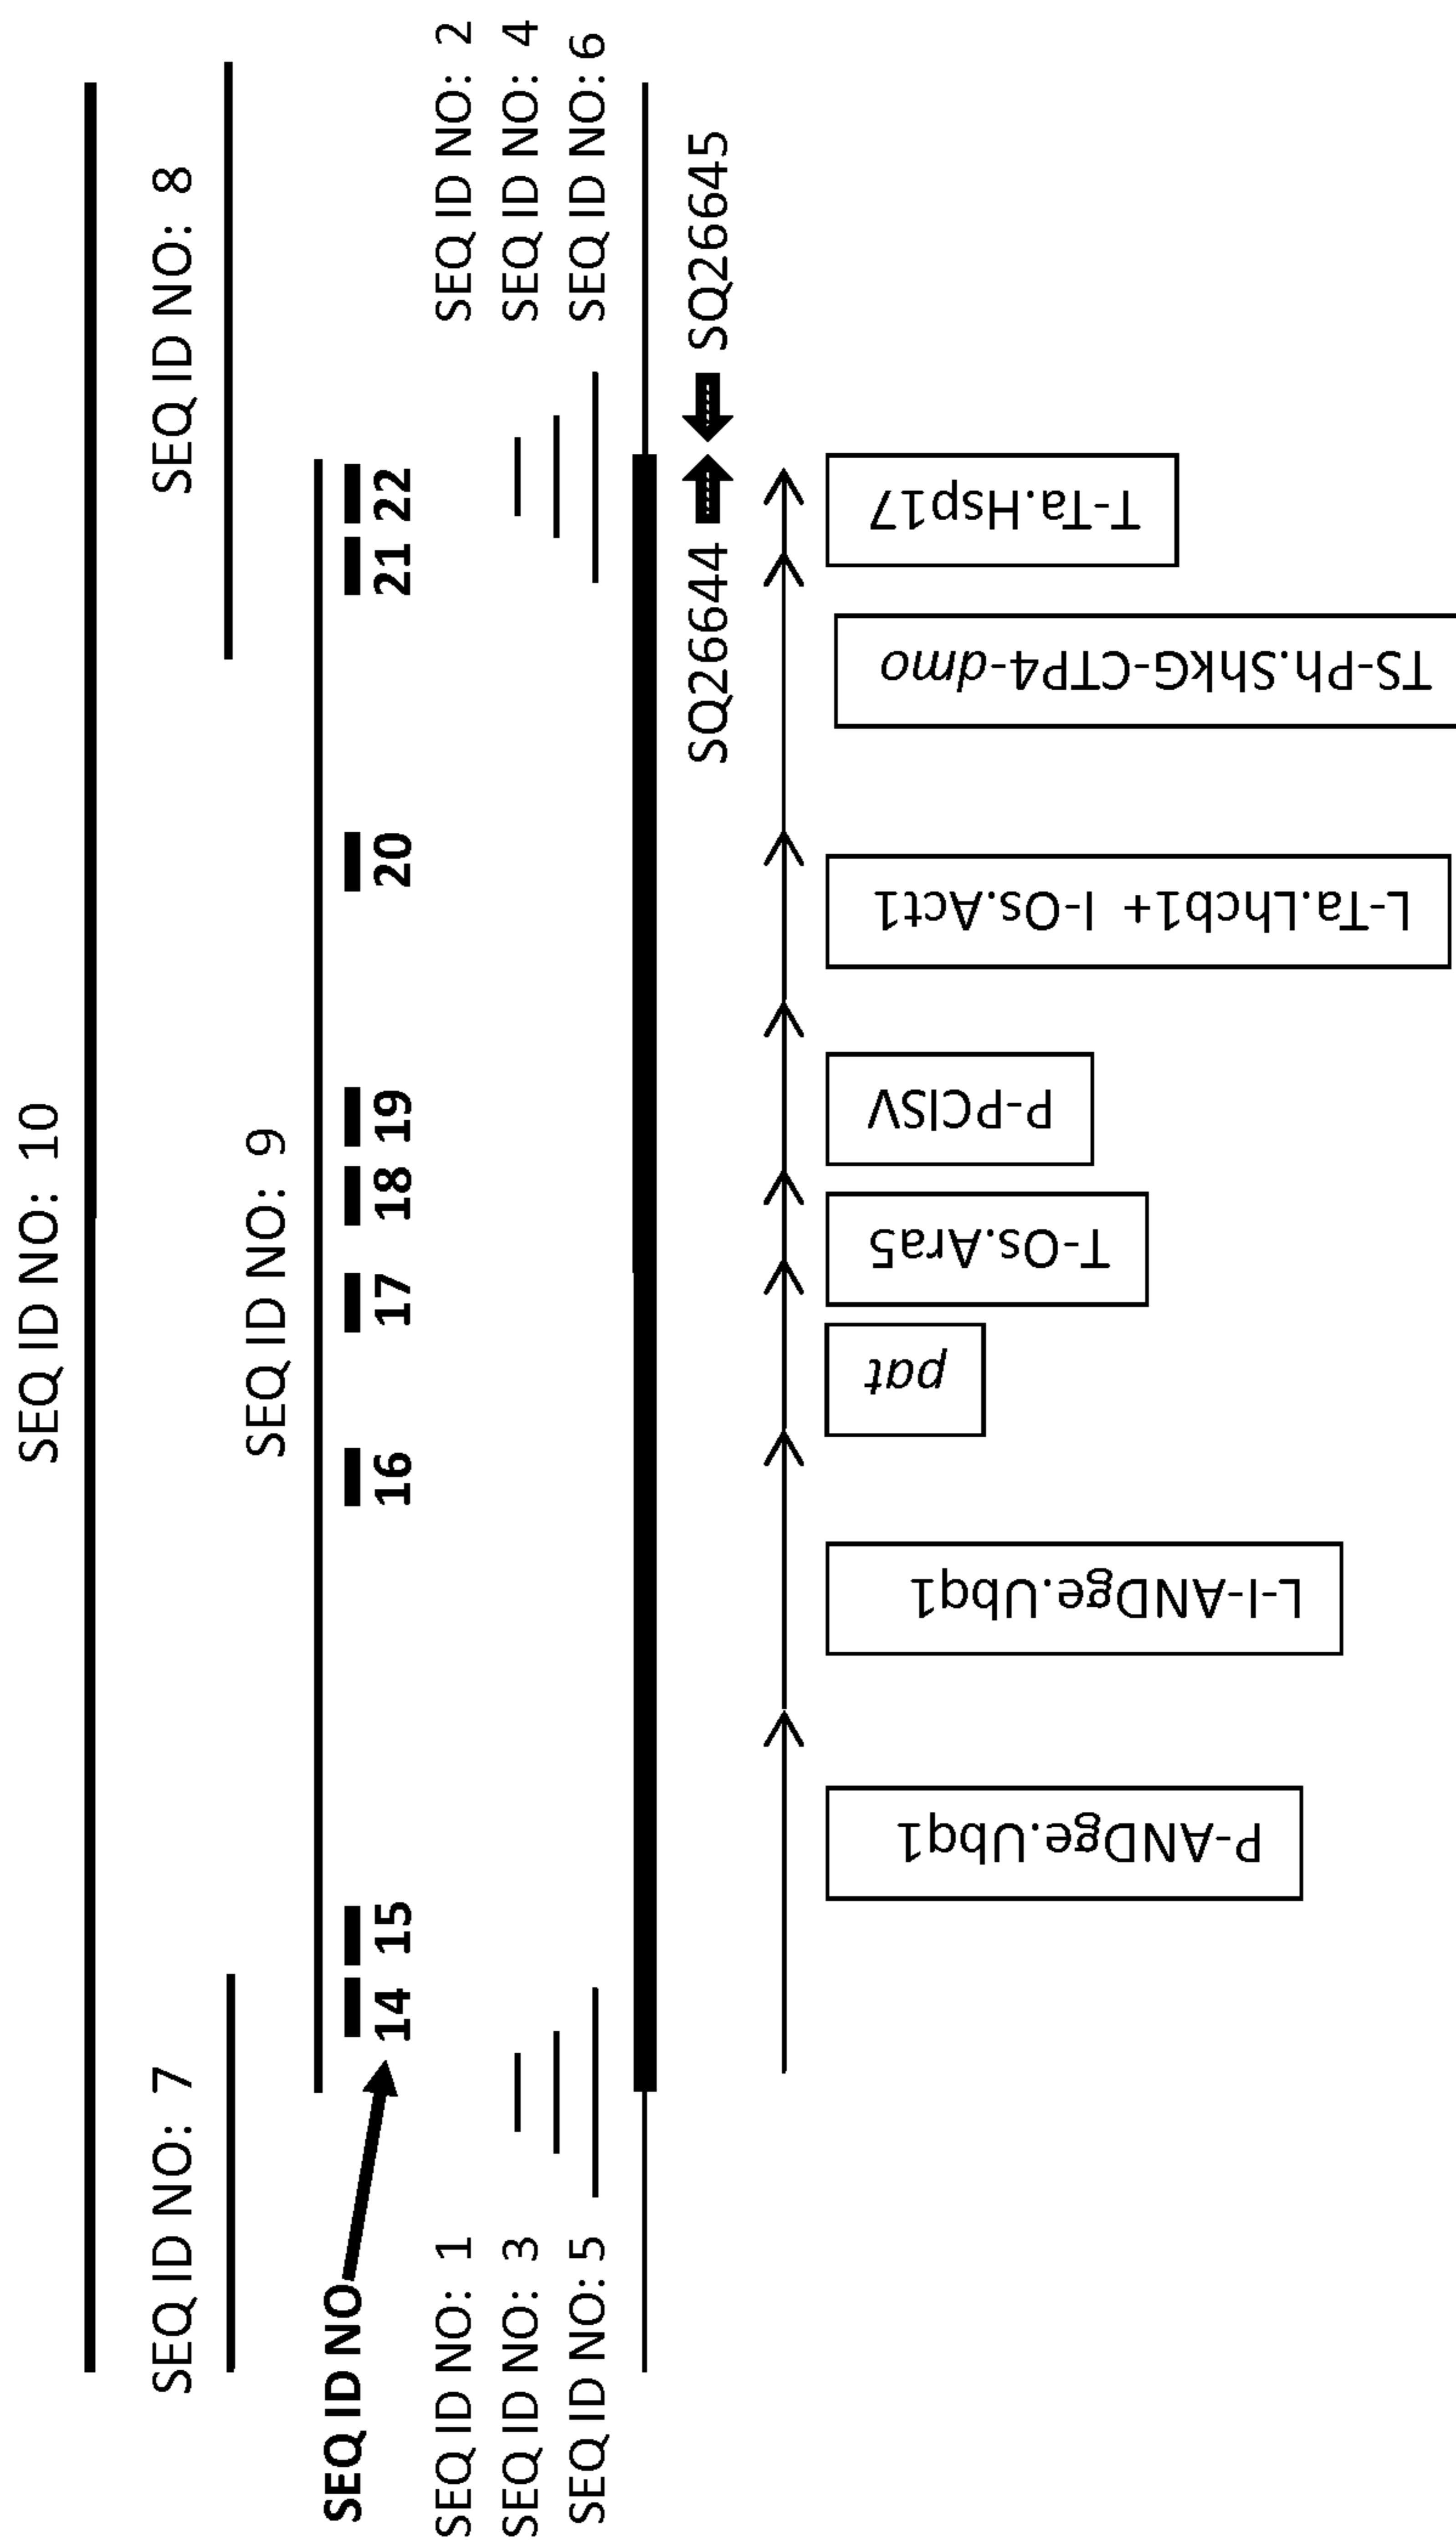 SEQ ID NO: 10
SEQ ID NO: 7
SEQ ID NO: 8
SEQ ID NO: 9
SEQ ID NO
14 15 16 17 18 19 20 21 22
SEQ ID NO: 1
SEQ ID NO: 2
SEQ ID NO: 3
SEQ ID NO: 4
SEQ ID NO: 5
SEQ ID NO: 6
SQ26644
SQ26645
P-ANDge.Ubq1
L-I-ANDge.Ubq1
pat
T-Os.Ara5
P-PClSV
L-Ta.Lhcb1+ I-Os.Act1
TS-Ph.ShkG-CTP4-dmo
T-Ta.Hsp17